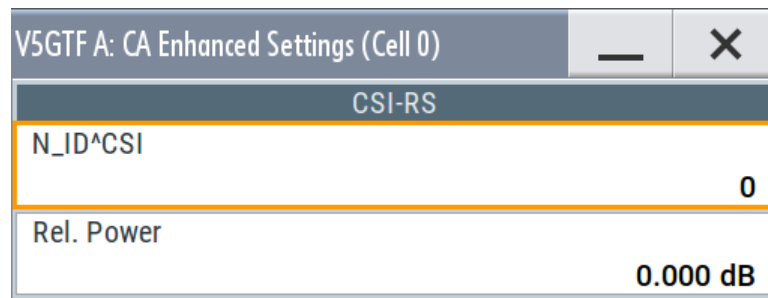 V5GTF A: CA Enhanced Settings (Cell 0)
CSI-RS
N_ID^CSI
0
Rel. Power
0.000 dB